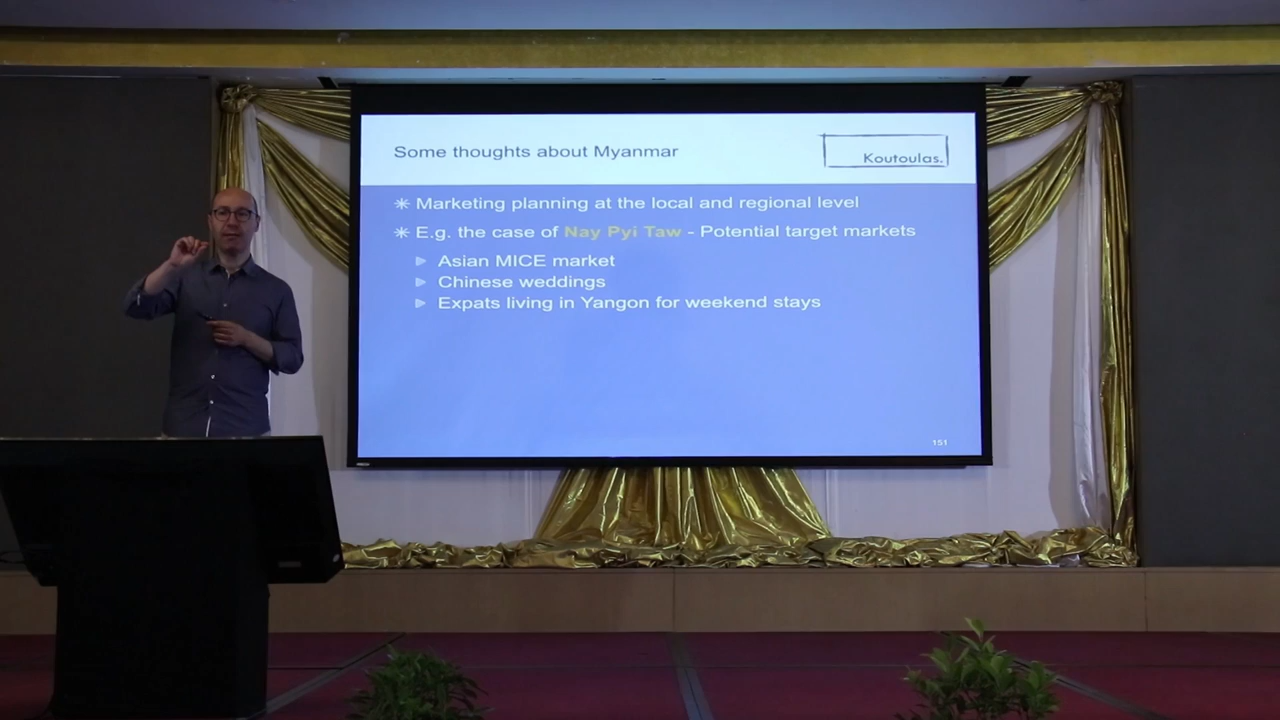 Some thoughts about Myanmar
Koutoulas.
Marketing planning at the local and regional level
E.g. the case of Nay Pyi Taw - Potential target markets
Asian MICE market
Chinese weddings
Expats living in Yangon for weekend stays
151